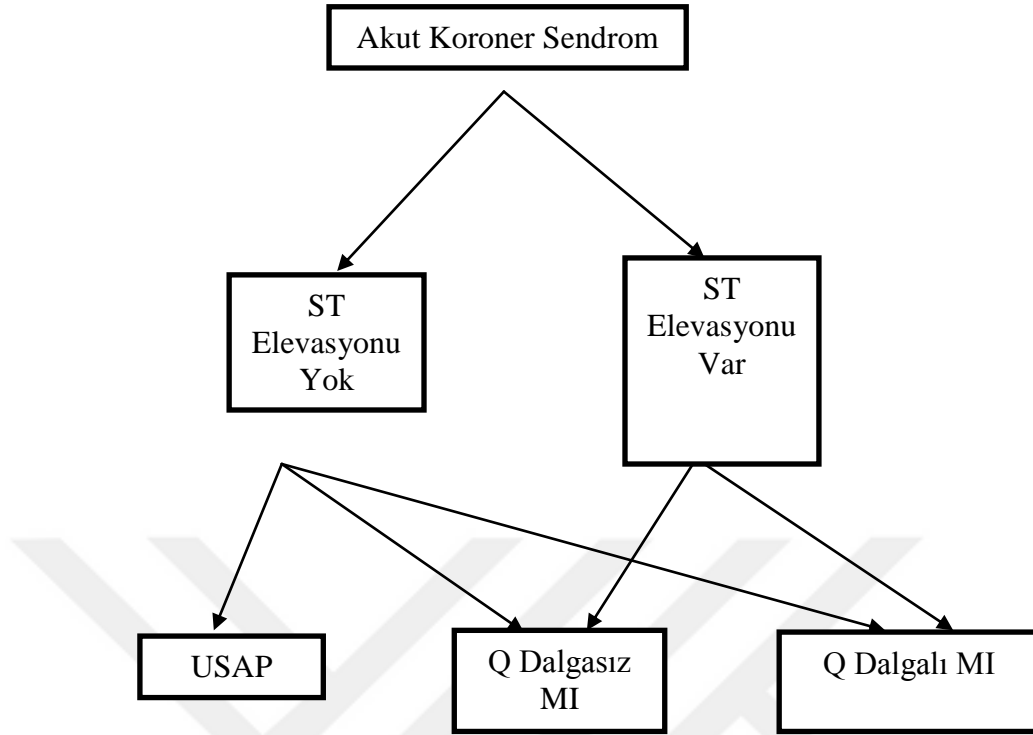 Akut Koroner Sendrom
ST
Elevasyonu
Yok
ST
Elevasyonu
Var
USAP
Q Dalgasız
MI
Q Dalgalı MI